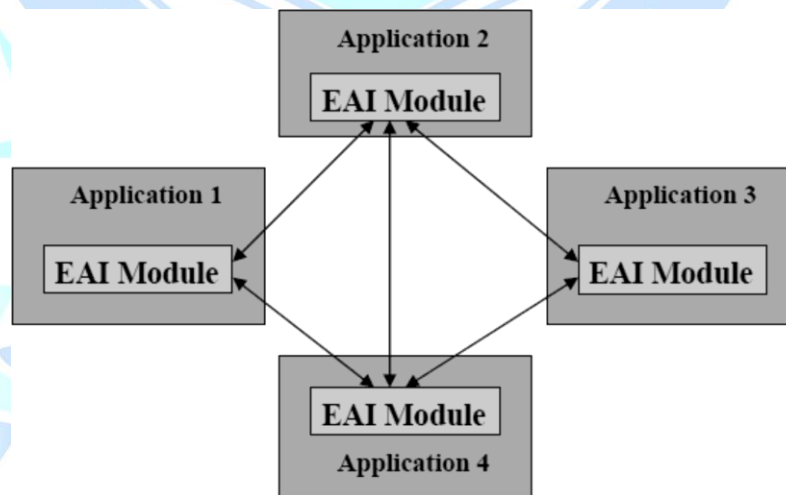 Application 2
EAI Module
Application 1
EAI Module
Application 3
EAI Module
EAI Module
Application 4